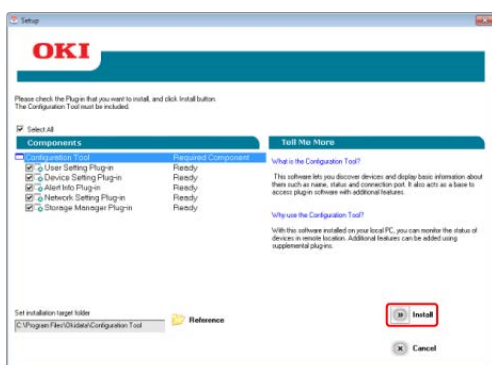 Setup
OKI
Please check the Plug-in that you want to install, and click Install button.
The Configuration Tool must be included.
Select All
Components
Tell Me More
Configuration Tool Required Component
User Setting Plug-in Ready
Device Setting Plug-in Ready
Alert Info Plug-in Ready
Network Setting Plug-in Ready
Storage Manager Plug-in Ready
What is the Configuration Tool?
This software lets you discover devices and display basic information about
them such as name, status and connection port. It also acts as a base to
access plug-in software with additional features.
Why use the Configuration Tool?
With this software installed on your local PC, you can monitor the status of
devices in remote location. Additional features can be added using
supplemental plug-ins.
Set installation target folder
C:\Program Files\Okidata\Configuration Tool
Reference
Install
Cancel